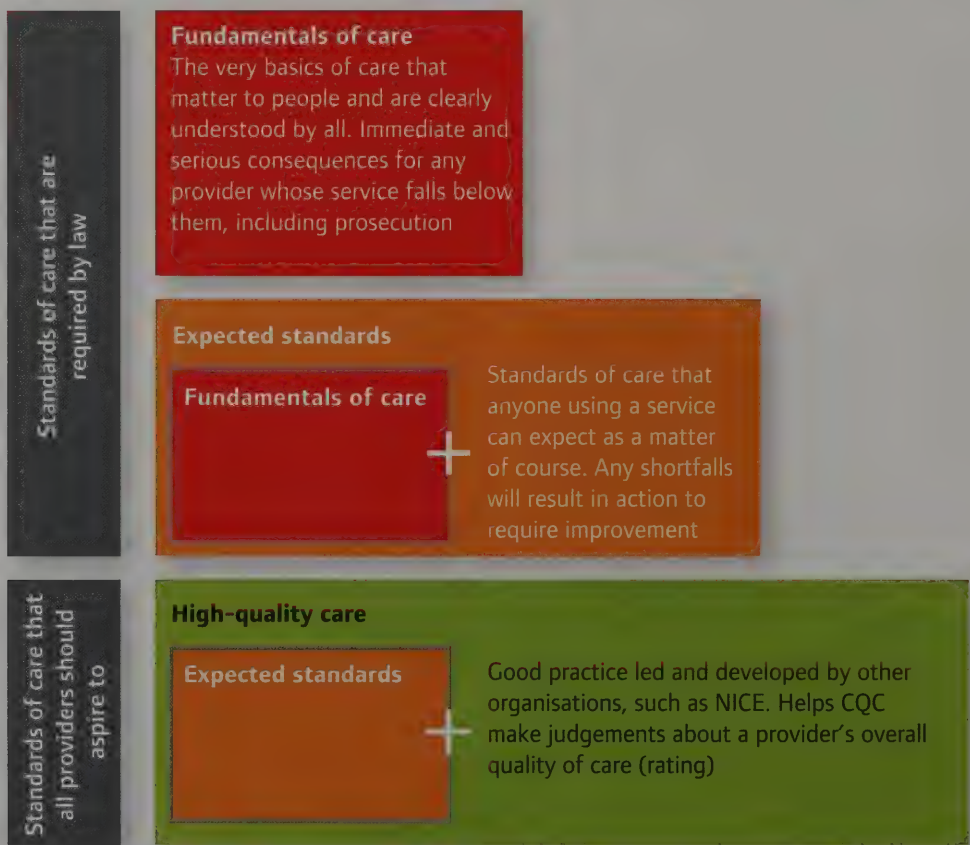 Standards of care that are
required by law
Fundamentals of care
The very basics of care that
matter to people and are clearly
understood by all. Immediate and
serious consequences for any
provider whose service falls below
them, including prosecution
Expected standards
Fundamentals of care
+
Standards of care that
anyone using a service
can expect as a matter
of course. Any shortfalls
will result in action to
require improvement
Standards of care that
all providers should
aspire to
High-quality care
Expected standards
+
Good practice led and developed by other
organisations, such as NICE. Helps CQC
make judgements about a provider's overall
quality of care (rating)